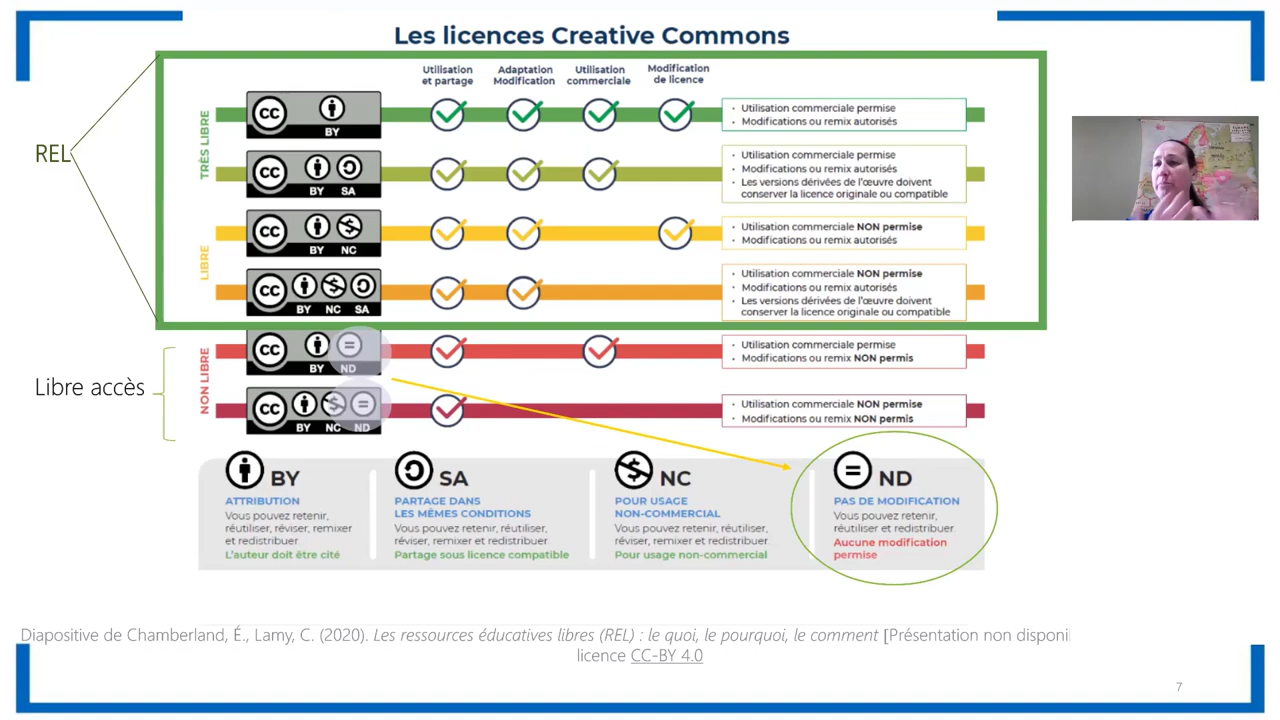 Les licences Creative Commons
Utilisation
et partage
Adaptation
Modification
Utilisation
commerciale
Modification
de licence
REL
TRÈS LIBRE
CC
BY
· Utilisation commerciale permise
· Modifications ou remix autorisés
CC
BY SA
· Utilisation commerciale permise
· Modifications ou remix autorisés
· Les versions dérivées de l'œuvre doivent
conserver la licence originale ou compatible
LIBRE
CC
BY NC
· Utilisation commerciale NON permise
· Modifications ou remix autorisés
CC
BY NC SA
· Utilisation commerciale NON permise
· Modifications ou remix autorisés
· Les versions dérivées de l'œuvre doivent
conserver la licence originale ou compatible
Libre accès
NON LIBRE
CC
BY ND
· Utilisation commerciale permise
· Modifications ou remix NON permis
CC
BY NC ND
· Utilisation commerciale NON permise
· Modifications ou remix NON permis
BY
ATTRIBUTION
Vous pouvez retenir,
réutiliser, réviser, remixer
et redistribuer
L'auteur doit être cité
SA
PARTAGE DANS
LES MÊMES CONDITIONS
Vous pouvez retenir, réutiliser,
réviser, remixer et redistribuer
Partage sous licence compatible
NC
POUR USAGE
NON-COMMERCIAL
Vous pouvez retenir, réutiliser,
réviser, remixer et redistribuer
Pour usage non-commercial
ND
PAS DE MODIFICATION
Vous pouvez retenir,
réutiliser et redistribuer
Aucune modification
permise
Diapositive de Chamberland, É., Lamy, C. (2020). Les ressources éducatives libres (REL) : le quoi, le pourquoi, le comment [Présentation non disponi
licence CC-BY 4.0
7